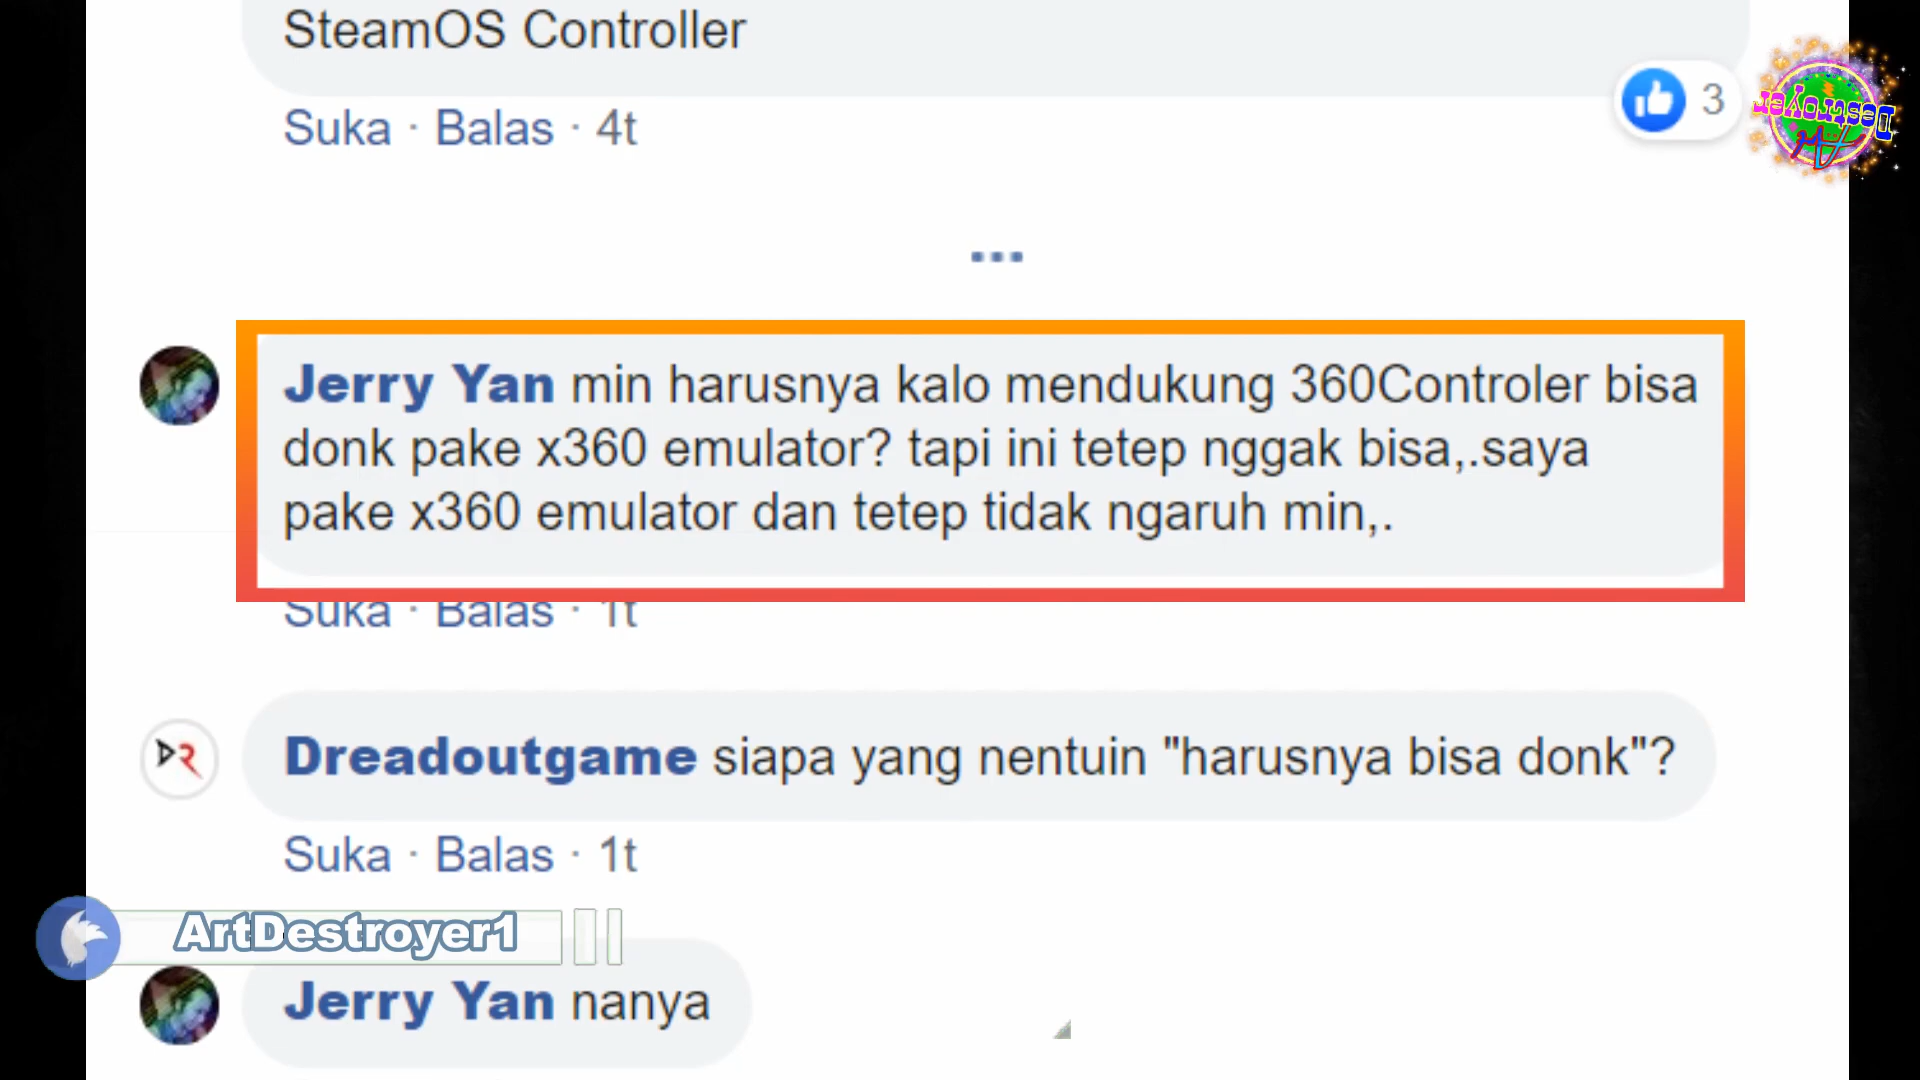 SteamOS Controller
Suka · Balas · 4t
3
Destroyer
Jerry Yan min harusnya kalo mendukung 360Controler bisa
donk pake x360 emulator? tapi ini tetep nggak bisa,.saya
pake x360 emulator dan tetep tidak ngaruh min,.
Suka · Balas · 1t
DR
Dreadoutgame siapa yang nentuin "harusnya bisa donk"?
Suka · Balas · 1t
ArtDestroyer1
Jerry Yan nanya